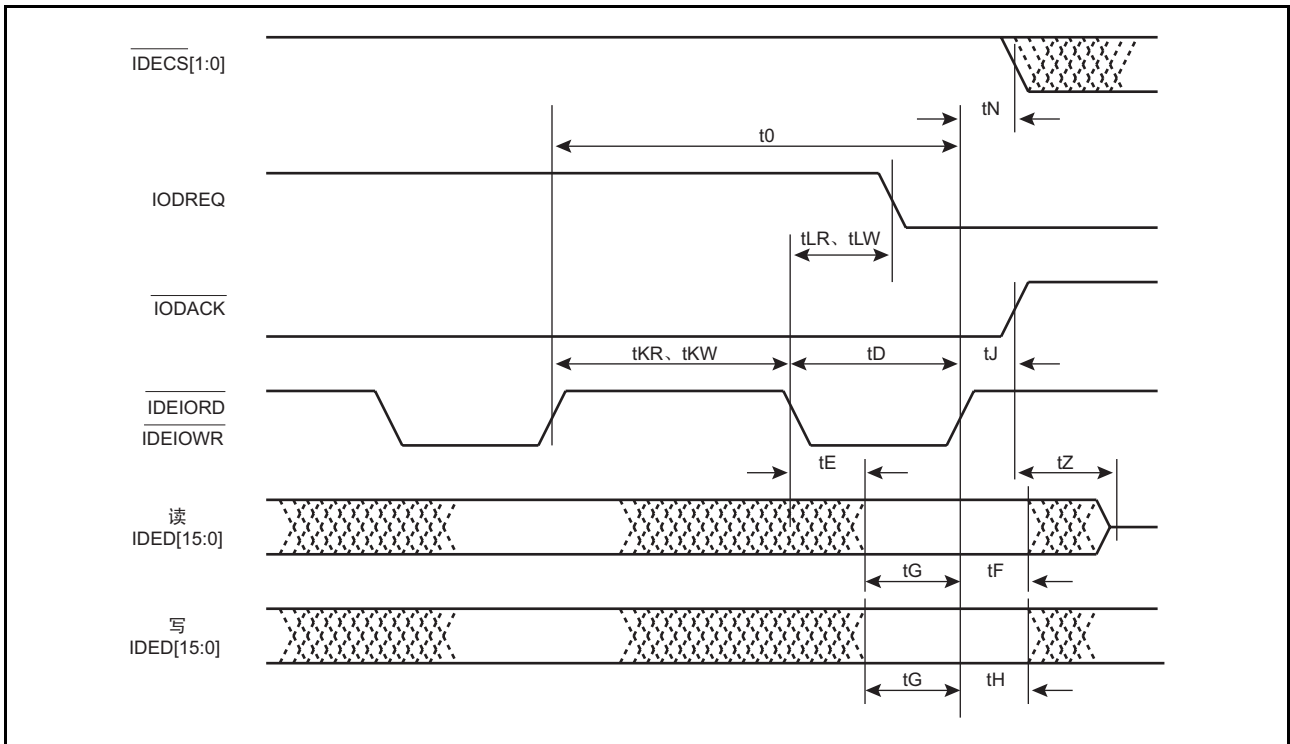 IDECS[1:0]
tN
t0
IODREQ
tLR、tLW
IODACK
tKR、tKW
tD
tJ
IDEIORD
IDEIOWR
tE
tZ
读
IDED[15:0]
tG
tF
写
IDED[15:0]
tG
tH